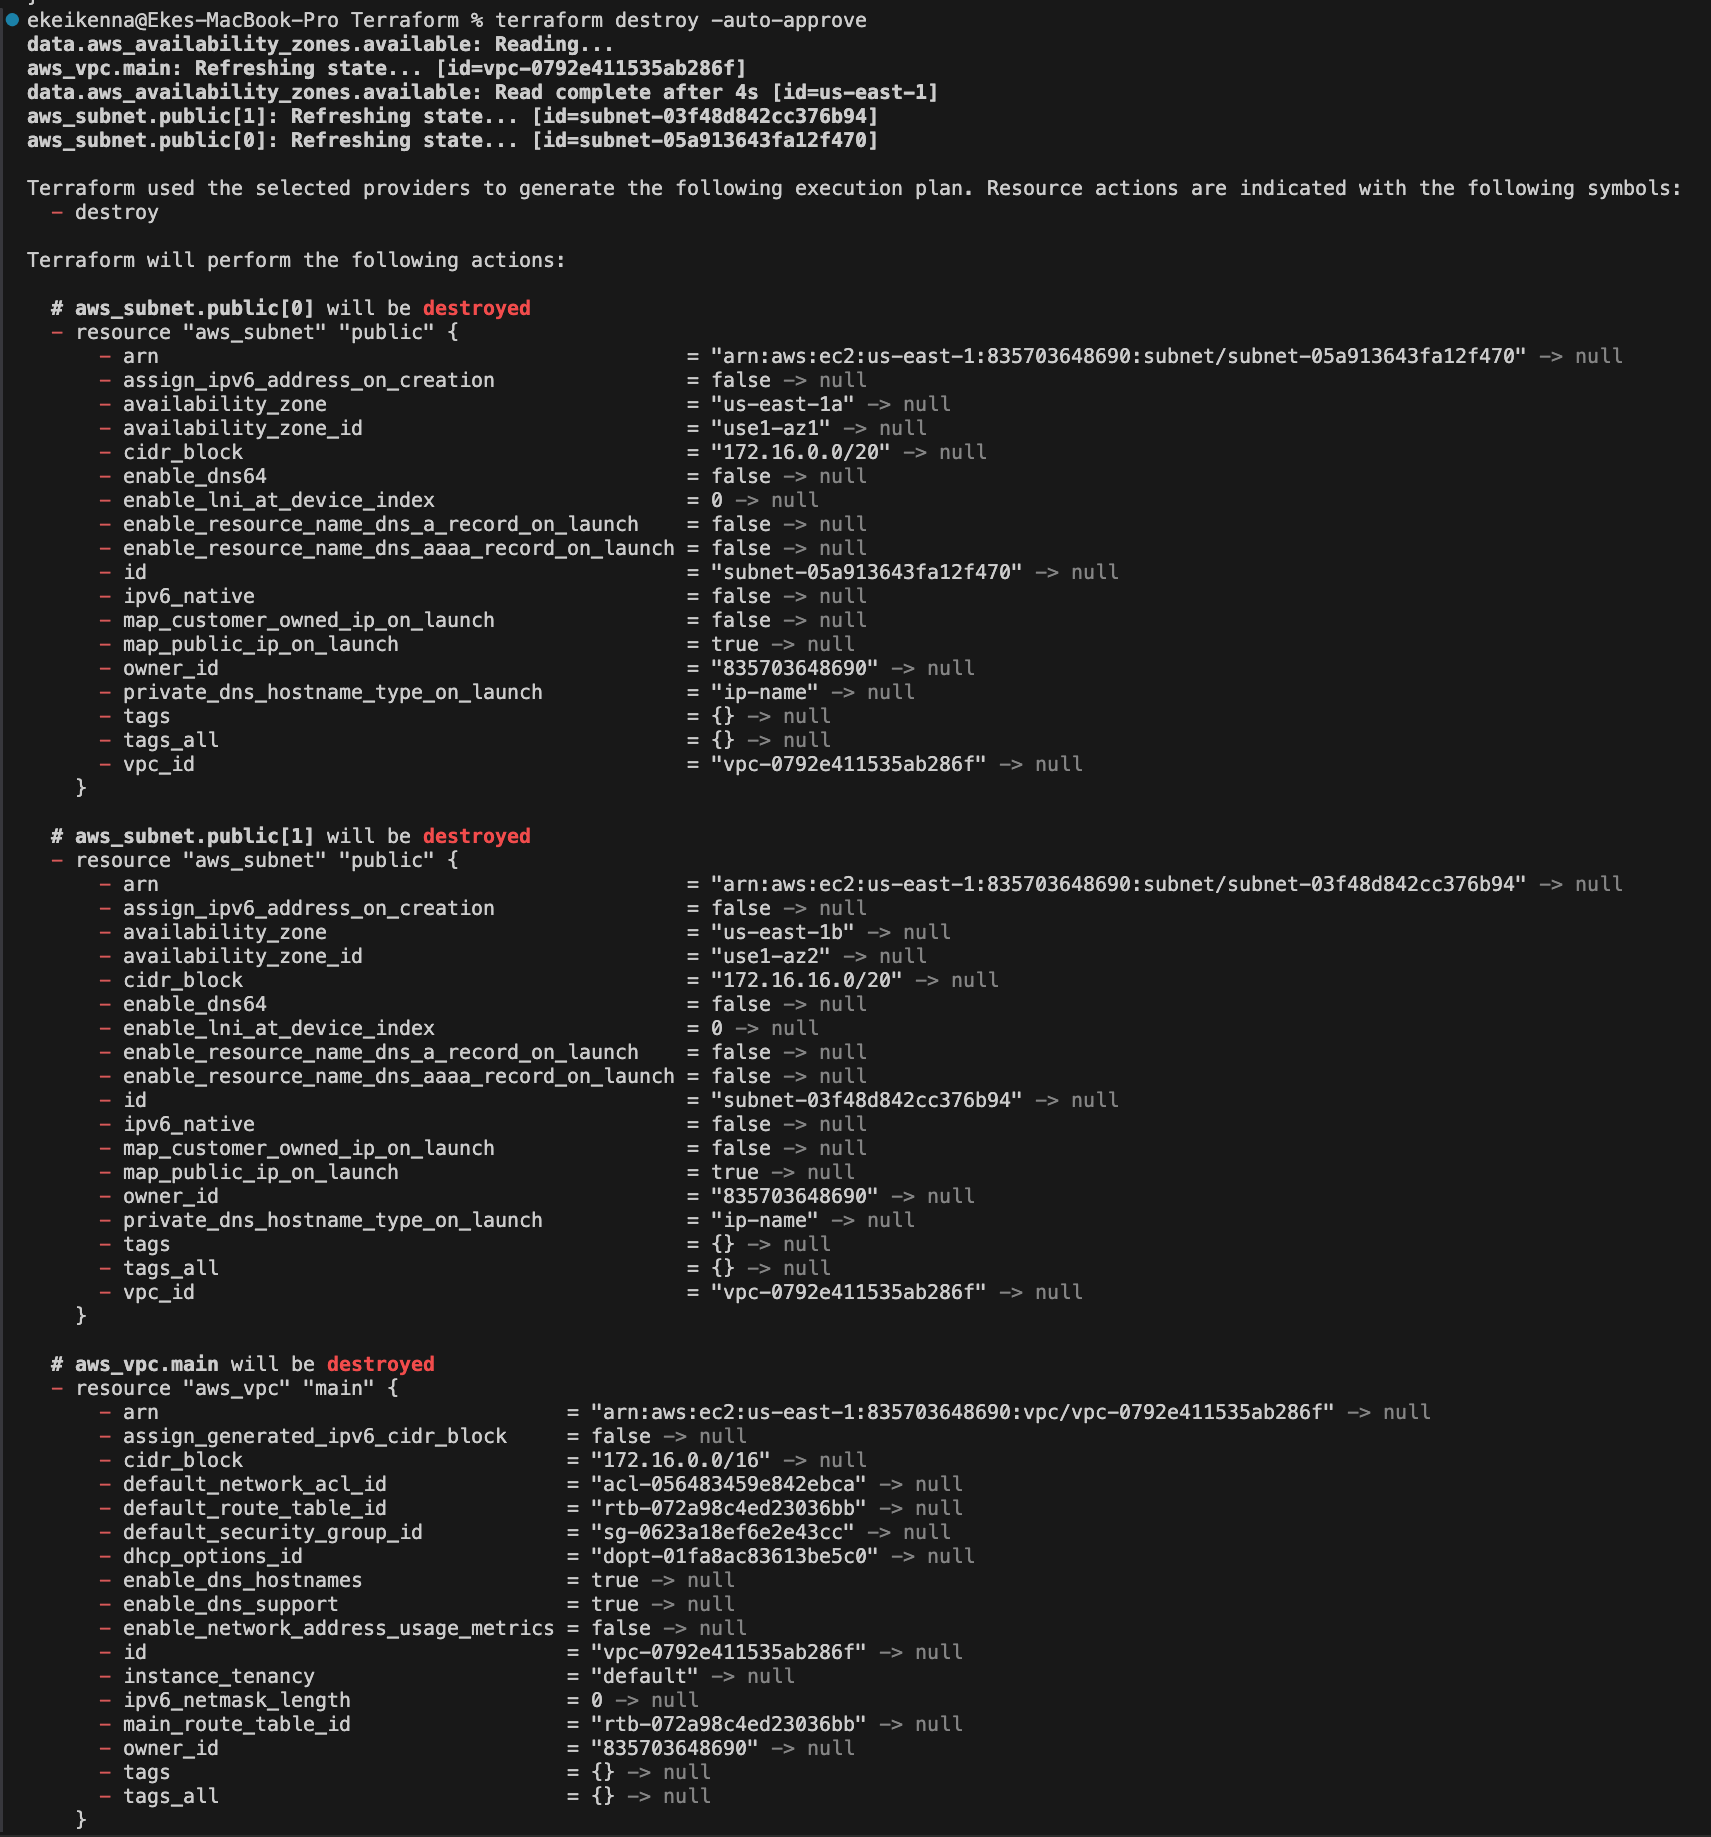 ekeikenna@Ekes-MacBook-Pro Terraform % terraform destroy -auto-approve
data.aws_availability_zones.available: Reading...
aws_vpc.main: Refreshing state... [id=vpc-0792e411535ab286f]
data.aws_availability_zones.available: Read complete after 4s [id=us-east-1]
aws_subnet.public[1]: Refreshing state... [id=subnet-03f48d842cc376b94]
aws_subnet.public[0]: Refreshing state... [id=subnet-05a913643fa12f470]

Terraform used the selected providers to generate the following execution plan. Resource actions are indicated with the following symbols:
  - destroy

Terraform will perform the following actions:

  # aws_subnet.public[0] will be destroyed
  - resource "aws_subnet" "public" {
      - arn                                            = "arn:aws:ec2:us-east-1:835703648690:subnet/subnet-05a913643fa12f470" -> null
      - assign_ipv6_address_on_creation                = false -> null
      - availability_zone                              = "us-east-1a" -> null
      - availability_zone_id                           = "use1-az1" -> null
      - cidr_block                                     = "172.16.0.0/20" -> null
      - enable_dns64                                   = false -> null
      - enable_lni_at_device_index                     = 0 -> null
      - enable_resource_name_dns_a_record_on_launch    = false -> null
      - enable_resource_name_dns_aaaa_record_on_launch = false -> null
      - id                                             = "subnet-05a913643fa12f470" -> null
      - ipv6_native                                    = false -> null
      - map_customer_owned_ip_on_launch                = false -> null
      - map_public_ip_on_launch                        = true -> null
      - owner_id                                       = "835703648690" -> null
      - private_dns_hostname_type_on_launch            = "ip-name" -> null
      - tags                                           = {} -> null
      - tags_all                                       = {} -> null
      - vpc_id                                         = "vpc-0792e411535ab286f" -> null
    }

  # aws_subnet.public[1] will be destroyed
  - resource "aws_subnet" "public" {
      - arn                                            = "arn:aws:ec2:us-east-1:835703648690:subnet/subnet-03f48d842cc376b94" -> null
      - assign_ipv6_address_on_creation                = false -> null
      - availability_zone                              = "us-east-1b" -> null
      - availability_zone_id                           = "use1-az2" -> null
      - cidr_block                                     = "172.16.16.0/20" -> null
      - enable_dns64                                   = false -> null
      - enable_lni_at_device_index                     = 0 -> null
      - enable_resource_name_dns_a_record_on_launch    = false -> null
      - enable_resource_name_dns_aaaa_record_on_launch = false -> null
      - id                                             = "subnet-03f48d842cc376b94" -> null
      - ipv6_native                                    = false -> null
      - map_customer_owned_ip_on_launch                = false -> null
      - map_public_ip_on_launch                        = true -> null
      - owner_id                                       = "835703648690" -> null
      - private_dns_hostname_type_on_launch            = "ip-name" -> null
      - tags                                           = {} -> null
      - tags_all                                       = {} -> null
      - vpc_id                                         = "vpc-0792e411535ab286f" -> null
    }

  # aws_vpc.main will be destroyed
  - resource "aws_vpc" "main" {
      - arn                                  = "arn:aws:ec2:us-east-1:835703648690:vpc/vpc-0792e411535ab286f" -> null
      - assign_generated_ipv6_cidr_block     = false -> null
      - cidr_block                           = "172.16.0.0/16" -> null
      - default_network_acl_id               = "acl-056483459e842ebca" -> null
      - default_route_table_id               = "rtb-072a98c4ed23036bb" -> null
      - default_security_group_id            = "sg-0623a18ef6e2e43cc" -> null
      - dhcp_options_id                      = "dopt-01fa8ac83613be5c0" -> null
      - enable_dns_hostnames                 = true -> null
      - enable_dns_support                   = true -> null
      - enable_network_address_usage_metrics = false -> null
      - id                                   = "vpc-0792e411535ab286f" -> null
      - instance_tenancy                     = "default" -> null
      - ipv6_netmask_length                  = 0 -> null
      - main_route_table_id                  = "rtb-072a98c4ed23036bb" -> null
      - owner_id                             = "835703648690" -> null
      - tags                                 = {} -> null
      - tags_all                             = {} -> null
    }